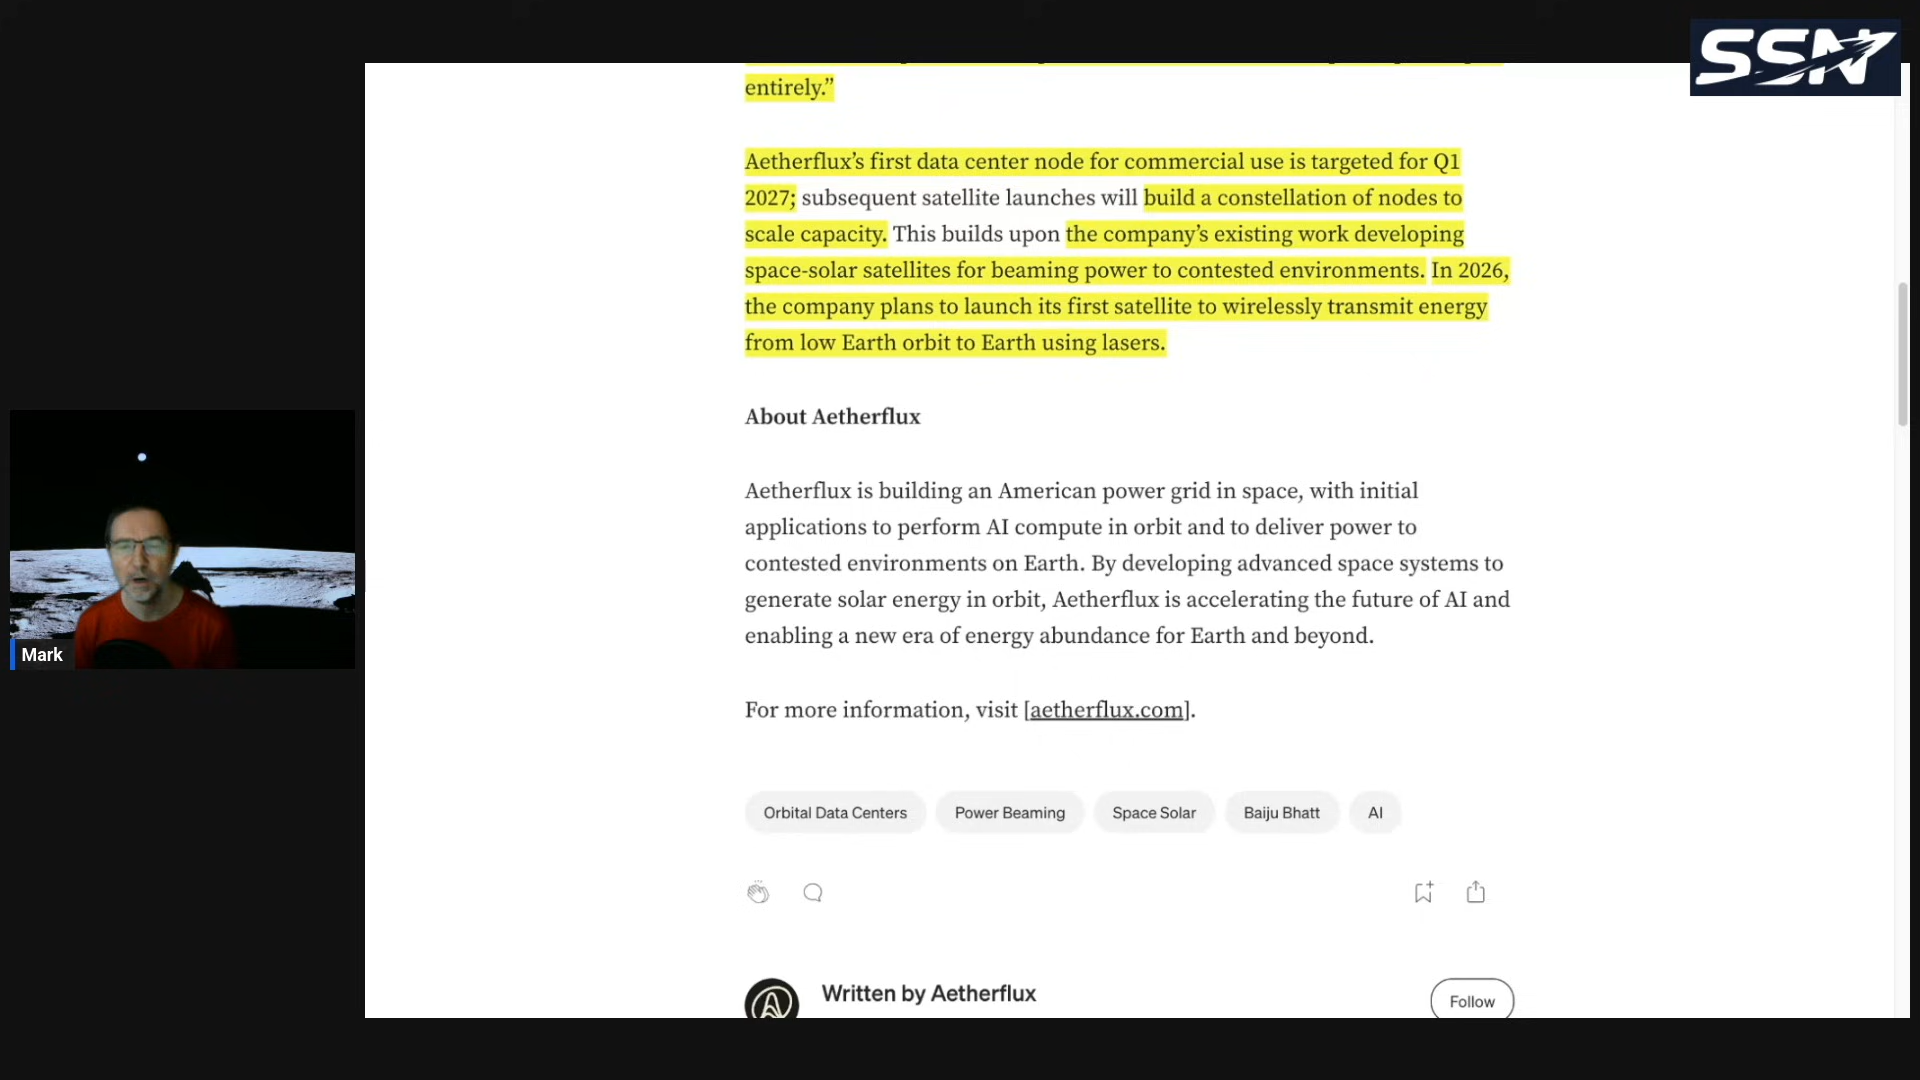 SSN
entirely.”
Aetherflux’s first data center node for commercial use is targeted for Q1
2027; subsequent satellite launches will build a constellation of nodes to
scale capacity. This builds upon the company’s existing work developing
space-solar satellites for beaming power to contested environments. In 2026,
the company plans to launch its first satellite to wirelessly transmit energy
from low Earth orbit to Earth using lasers.
About Aetherflux
Aetherflux is building an American power grid in space, with initial
applications to perform AI compute in orbit and to deliver power to
contested environments on Earth. By developing advanced space systems to
generate solar energy in orbit, Aetherflux is accelerating the future of AI and
enabling a new era of energy abundance for Earth and beyond.
Mark
For more information, visit [aetherflux.com].
Orbital Data Centers Power Beaming Space Solar Baiju Bhatt AI
Written by Aetherflux
Follow